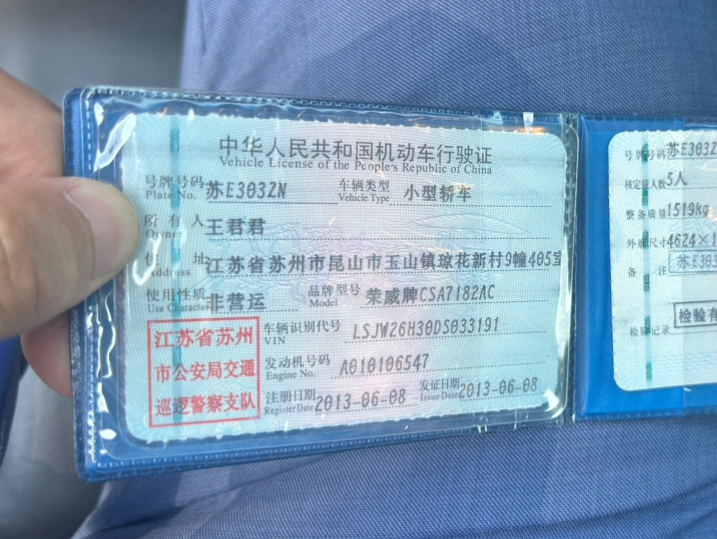 中华人民共和国机动车行驶证
Vehicle License of the People's Republic of China
号牌号码 苏E303ZN 车辆类型 小型轿车
Plate No. Vehicle Type
所有人 王君君
Owner
住址 江苏省苏州市昆山市玉山镇琼花新村9幢405室
Address
使用性质 非营运 品牌型号 荣威牌CSA7182AC
Use Character Model
江苏省苏州
市公安局交通
巡逻警察支队
车辆识别代号 LSJW26H30DS033191
VIN
发动机号码 A010106547
Engine No.
注册日期 2013-06-08 发证日期 2013-06-08
Register Date Issue Date
号牌号码 苏E303Z
核定载人数 5人
整备质量 1519kg
外廓尺寸 4624×1
备注 苏E303
检验有
检验记录